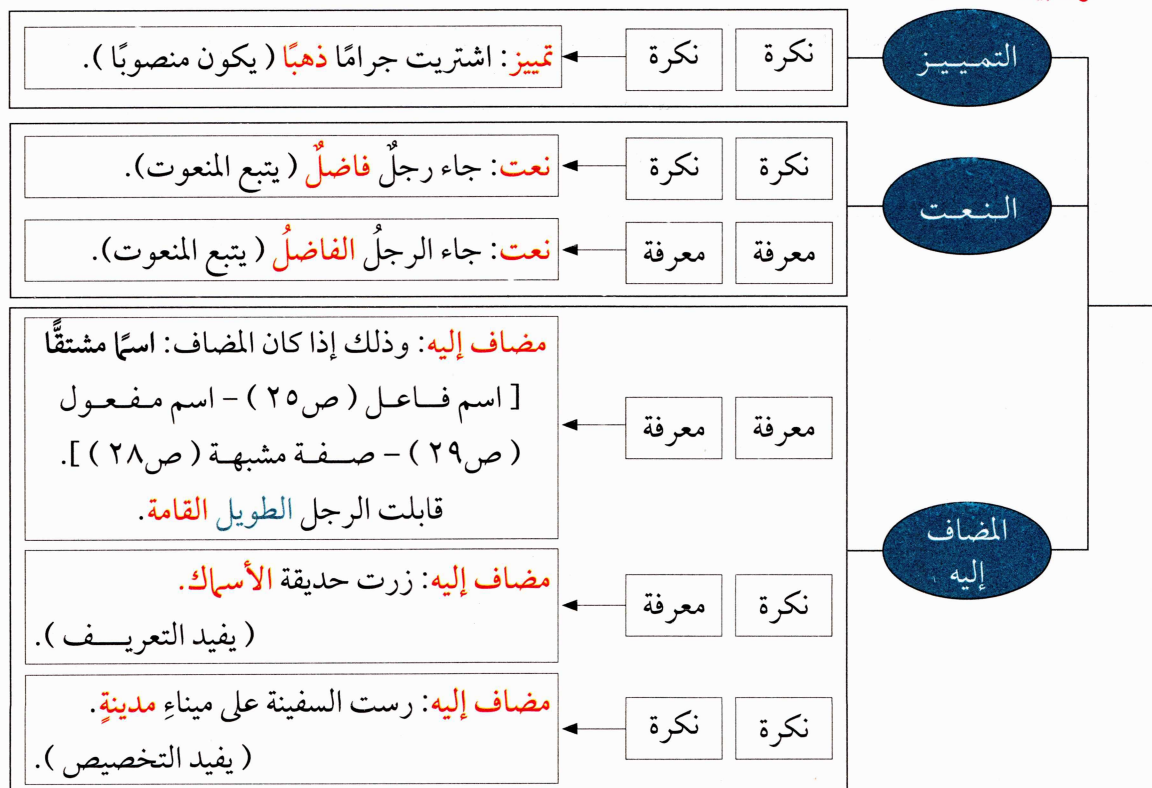 التمييز
نكرة
نكرة
تمييز: اشتريت جرامًا ذهبًا ( يكون منصوبًا ).
النعت
نكرة
نكرة
نعت: جاء رجلٌ فاضلٌ ( يتبع المنعوت).
معرفة
معرفة
نعت: جاء الرجلُ الفاضلُ ( يتبع المنعوت).
المضاف
إليه
معرفة
معرفة
مضاف إليه: وذلك إذا كان المضاف: اسمًا مشتقًّا
[ اسم فاعل ( ص٢٥ ) - اسم مفعول
( ص٢٩ ) - صفة مشبهة ( ص٢٨ ) ].
قابلت الرجل الطويل القامة.
نكرة
معرفة
مضاف إليه: زرت حديقة الأسماك.
( يفيد التعريف ).
نكرة
نكرة
مضاف إليه: رست السفينة على ميناءِ مدينةٍ.
( يفيد التخصيص ).